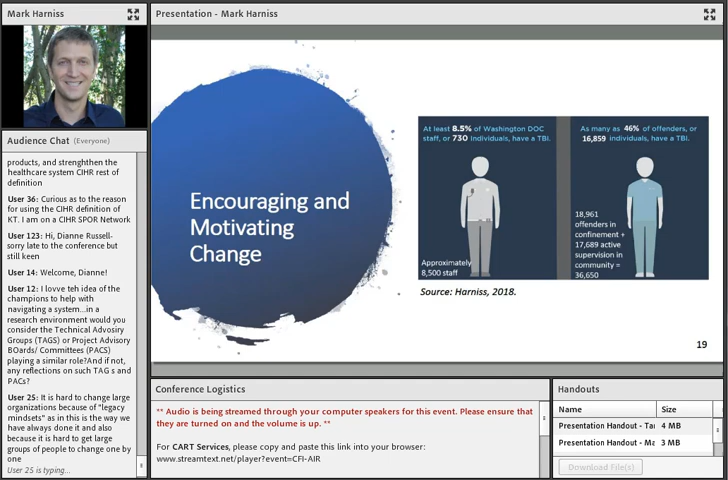 Mark Harniss
Presentation - Mark Harniss
Audience Chat (Everyone)
products, and strenghthen the
healthcare system CIHR rest of
definition
User 36: Curious as to the reason
for using the CIHR definition of
KT. I am on a CIHR SPOR Network
User 123: Hi, Dianne Russell-
sorry late to the conference but
still keen
User 14: Welcome, Dianne!
User 12: I lovve teh idea of the
champions to help with
navigating a system...in a
research environment would you
consider the Technical Advosiry
Groups (TAGS) or Project Advisory
BOards/ Committees (PACS)
playing a similar role?And if not,
any reflections on such TAG s and
PACs?
User 25: It is hard to change large
organizations because of "legacy
mindsets" as in this is the way we
have always done it and also
because it is hard to get large
groups of people to change one by
one
User 25 is typing...
Encouraging and
Motivating
Change
At least 8.5% of Washington DOC
staff, or 730 individuals, have a TBI.
Approximately
8,500 staff
As many as 46% of offenders, or
16,859 individuals, have a TBI.
18,961
offenders in
confinement +
17,689 active
supervision in
community =
36,650
Source: Harniss, 2018.
19
Conference Logistics
** Audio is being streamed through your computer speakers for this event. Please ensure that
they are turned on and the volume is up. **
For CART Services, please copy and paste this link into your browser:
www.streamtext.net/player?event=CFI-AIR
Handouts
Name Size
Presentation Handout - Tar 4 MB
Presentation Handout - Ma 3 MB
Download File(s)